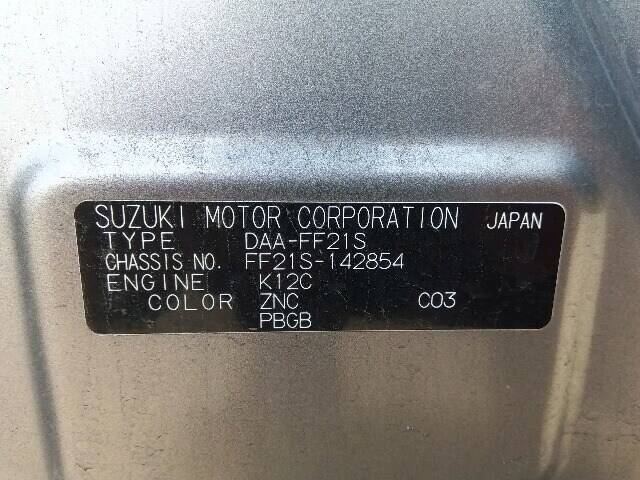 SUZUKI MOTOR CORPORATION JAPAN
TYPE DAA-FF21S
CHASSIS NO. FF21S-142854
ENGINE K12C
COLOR ZNC C03
PBGB